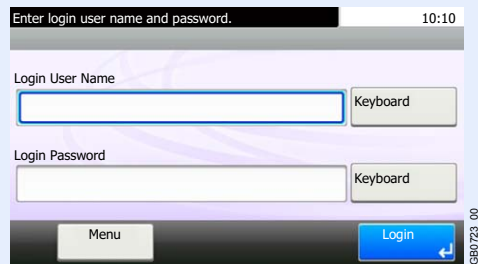 Enter login user name and password. 10:10
Login User Name
Keyboard
Login Password
Keyboard
Menu Login
GB0723_00